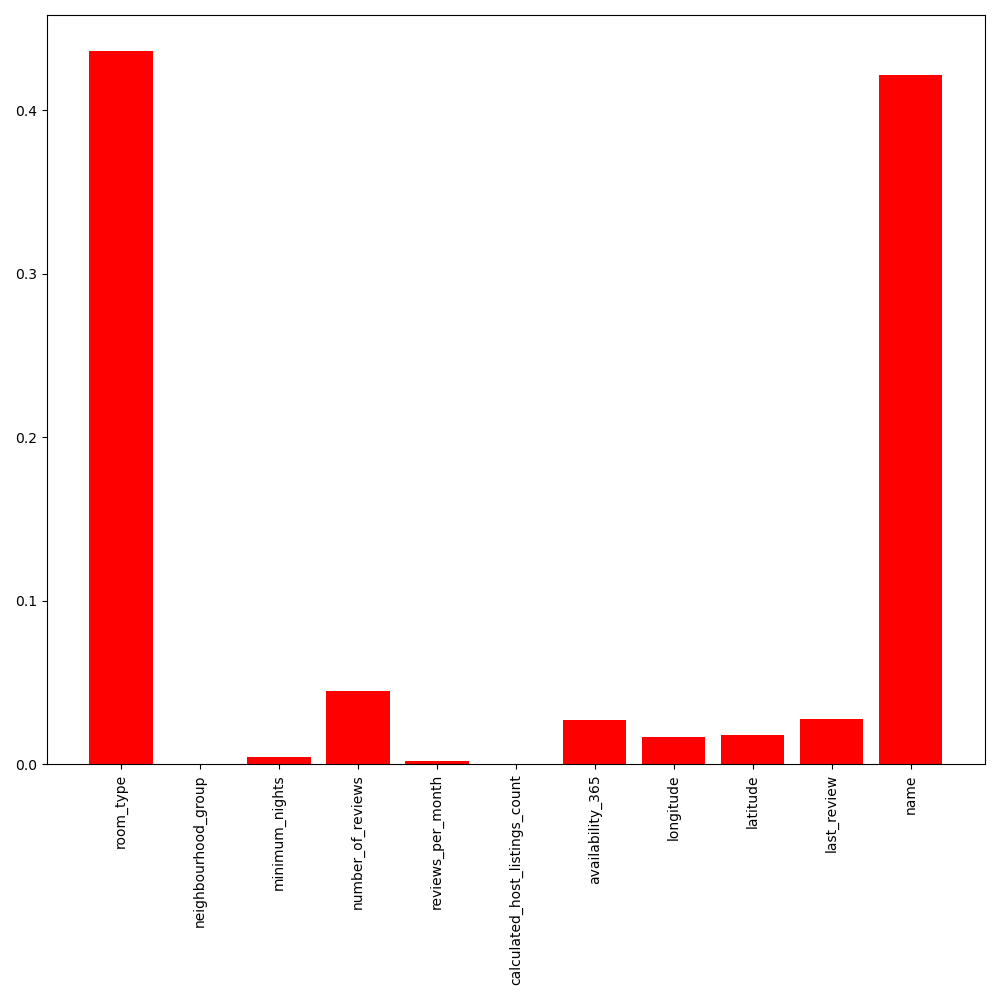 0.4
0.3
0.2
0.1
0.0
room_type
neighbourhood_group
minimum_nights
number_of_reviews
reviews_per_month
calculated_host_listings_count
availability_365
longitude
latitude
last_review
name